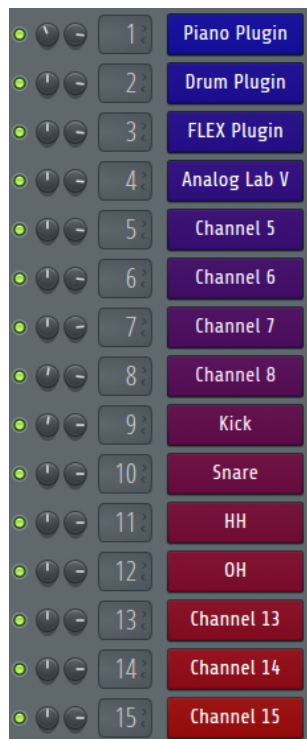 1 Piano Plugin
2 Drum Plugin
3 FLEX Plugin
4 Analog Lab V
5 Channel 5
6 Channel 6
7 Channel 7
8 Channel 8
9 Kick
10 Snare
11 HH
12 OH
13 Channel 13
14 Channel 14
15 Channel 15